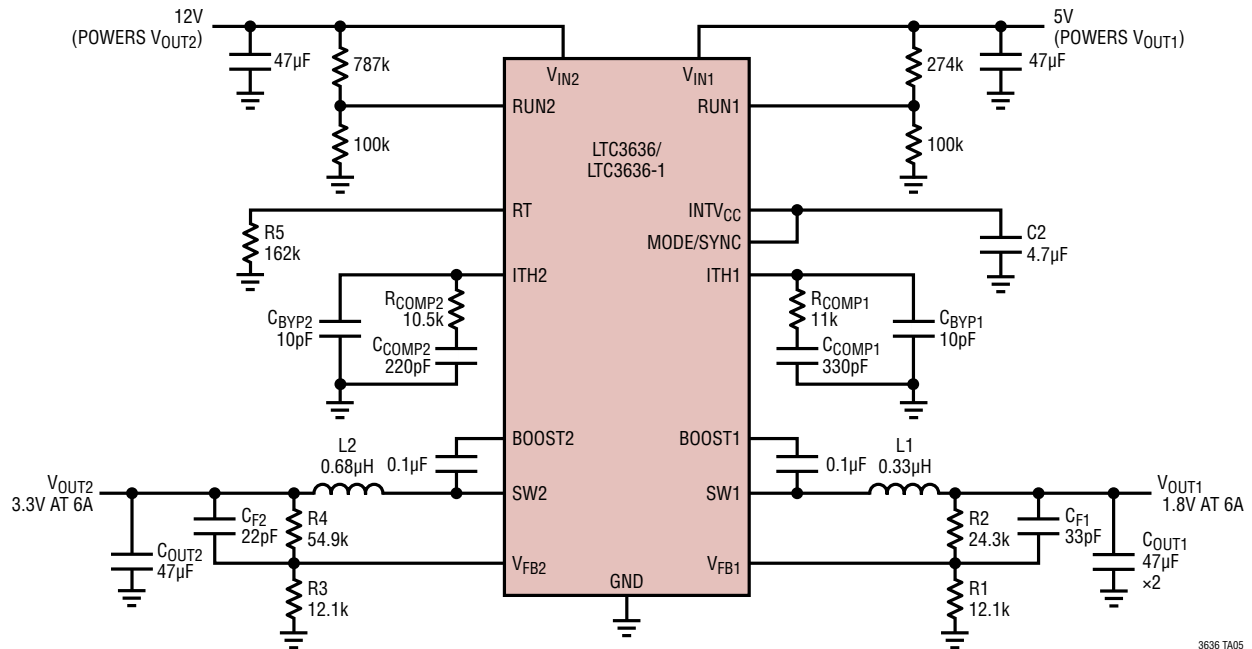 12V
(POWERS VOUT2)
5V
(POWERS VOUT1)
47µF
787k
VIN2
VIN1
274k
47µF
RUN2
RUN1
100k
100k
LTC3636/
LTC3636-1
RT
INTVCC
R5
162k
MODE/SYNC
C2
4.7µF
ITH2
ITH1
RCOMP2
10.5k
CBYP2
10pF
CCOMP2
220pF
RCOMP1
11k
CCOMP1
330pF
CBYP1
10pF
BOOST2
BOOST1
L2
0.68µH
0.1µF
0.1µF
L1
0.33µH
VOUT2
3.3V AT 6A
SW2
SW1
VOUT1
1.8V AT 6A
CF2
22pF
R4
54.9k
R2
24.3k
CF1
33pF
COUT2
47µF
COUT1
47µF
×2
VFB2
VFB1
GND
R3
12.1k
R1
12.1k
3636 TA05